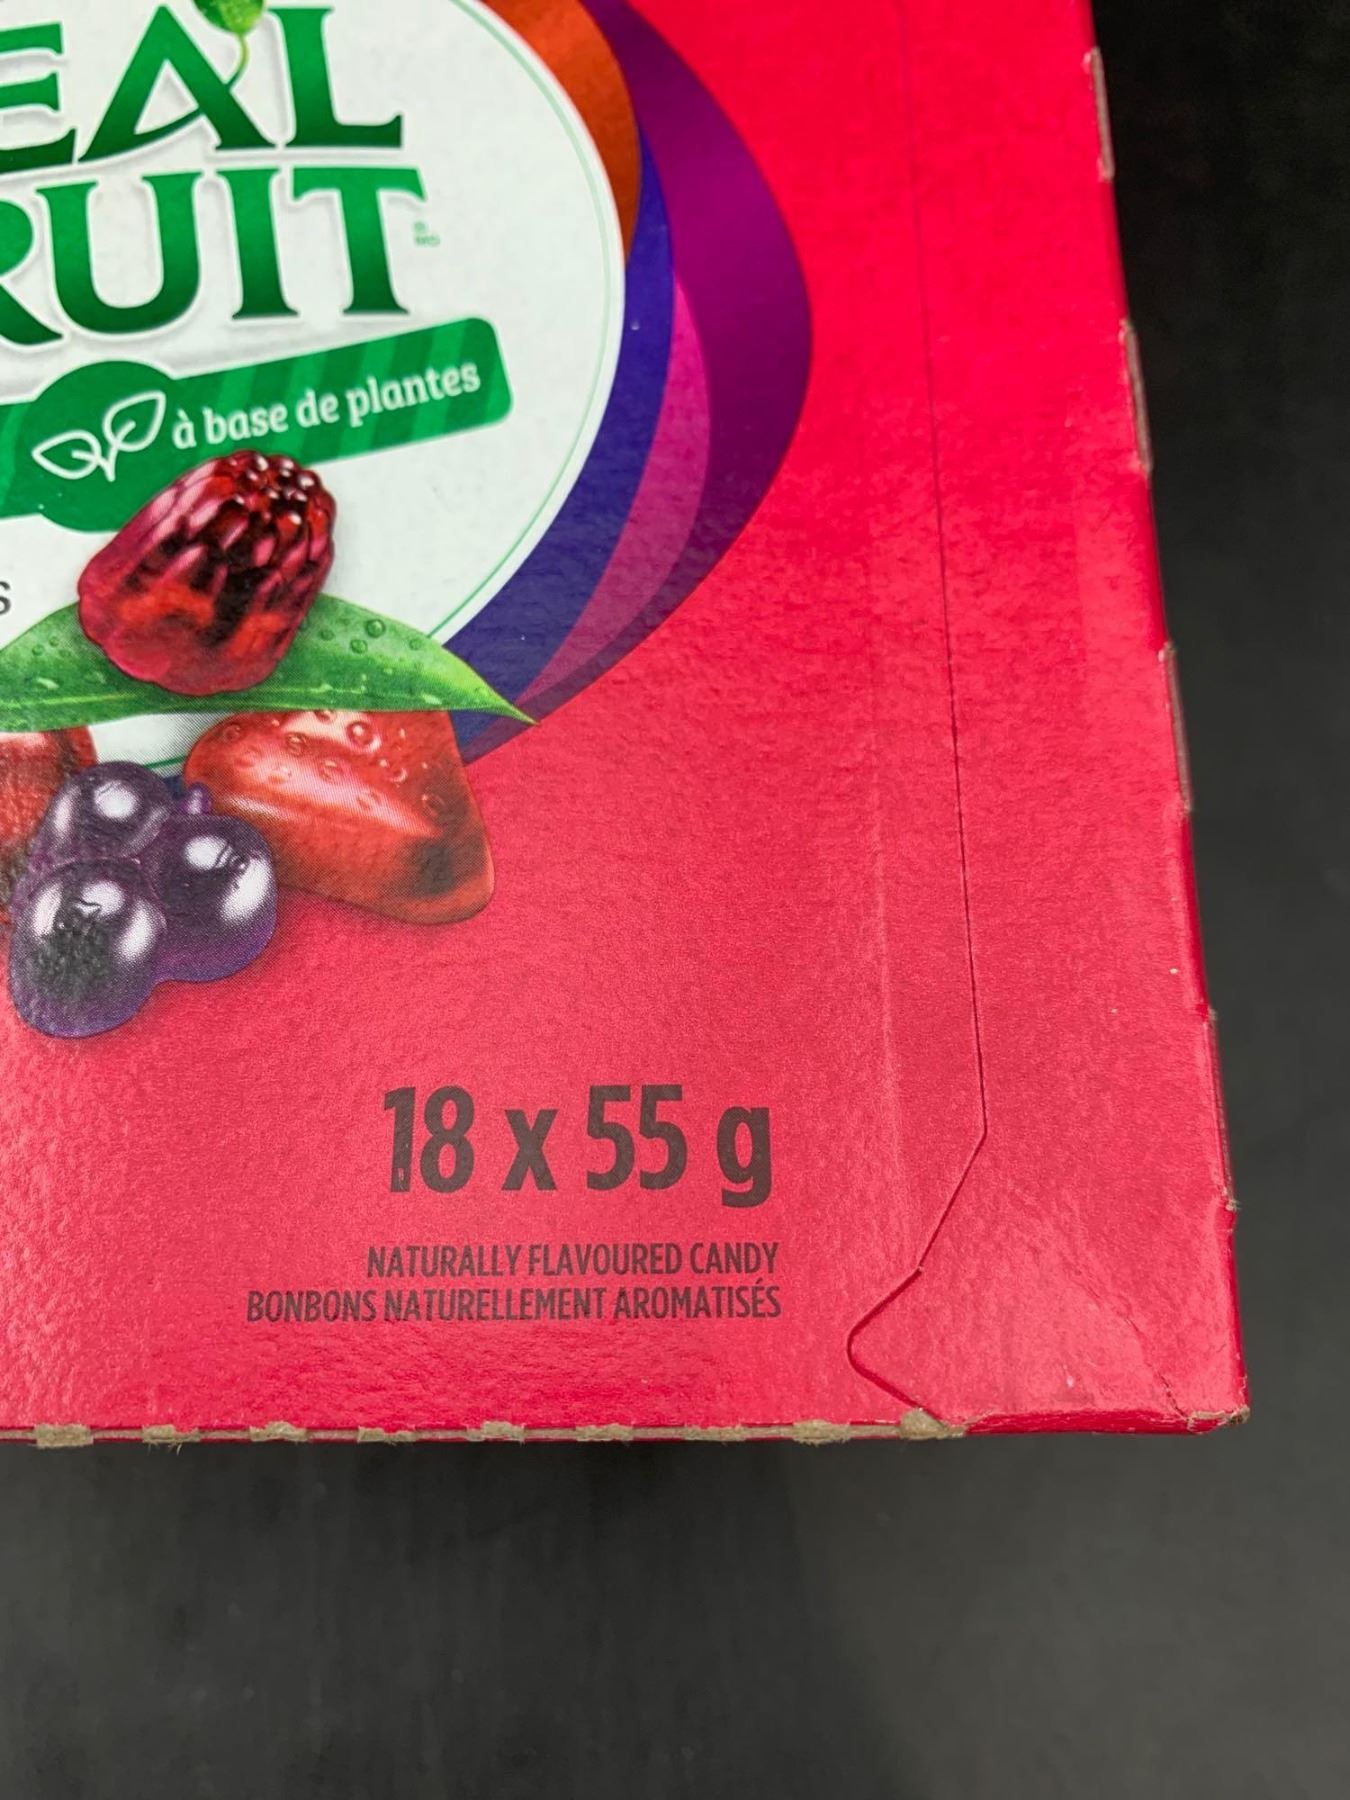 EAL
RUIT
à base de plantes
18 x 55 g
NATURALLY FLAVOURED CANDY
BONBONS NATURELLEMENT AROMATISÉS